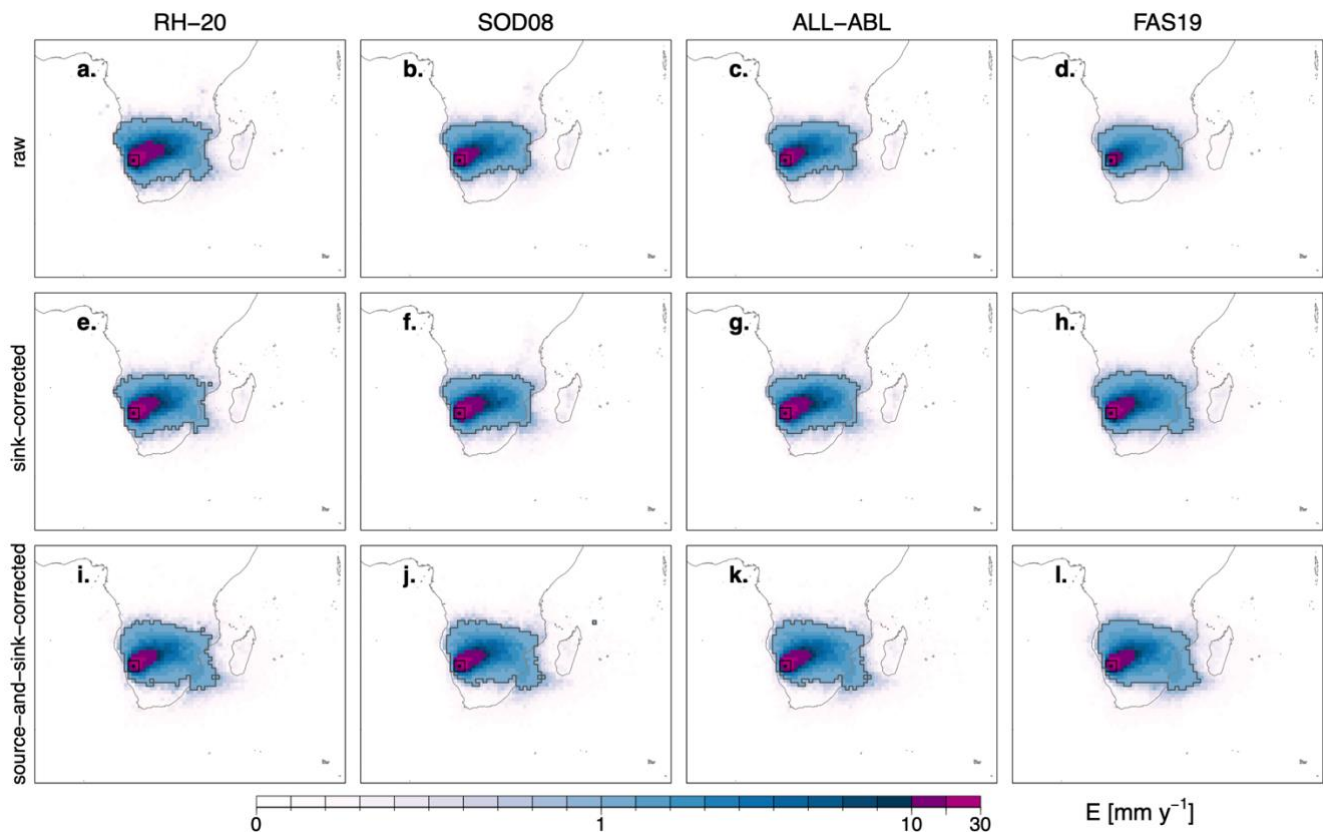 RH−20 SOD08 ALL−ABL FAS19
raw
a. b. c. d.
sink−corrected
e. f. g. h.
source−and−sink−corrected
i. j. k. l.
0 1 10 30 E [mm y⁻¹]